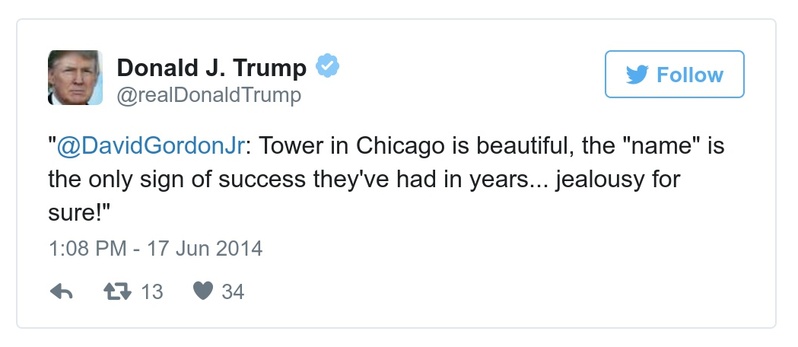 Donald J. Trump
@realDonaldTrump
Follow
"@DavidGordonJr: Tower in Chicago is beautiful, the "name" is
the only sign of success they've had in years... jealousy for
sure!"
1:08 PM - 17 Jun 2014
13 34